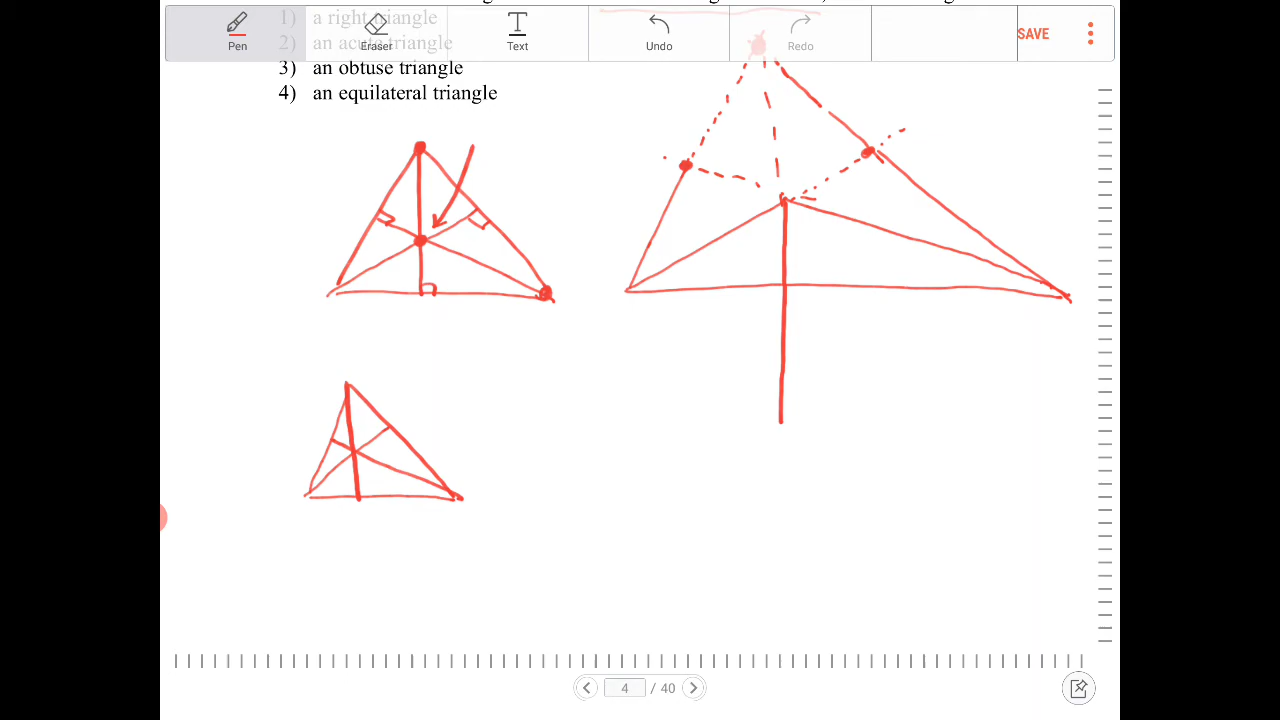 1) a right triangle
2) an acute triangle
3) an obtuse triangle
4) an equilateral triangle
Pen
Eraser
Text
Undo
Redo
SAVE
4 / 40